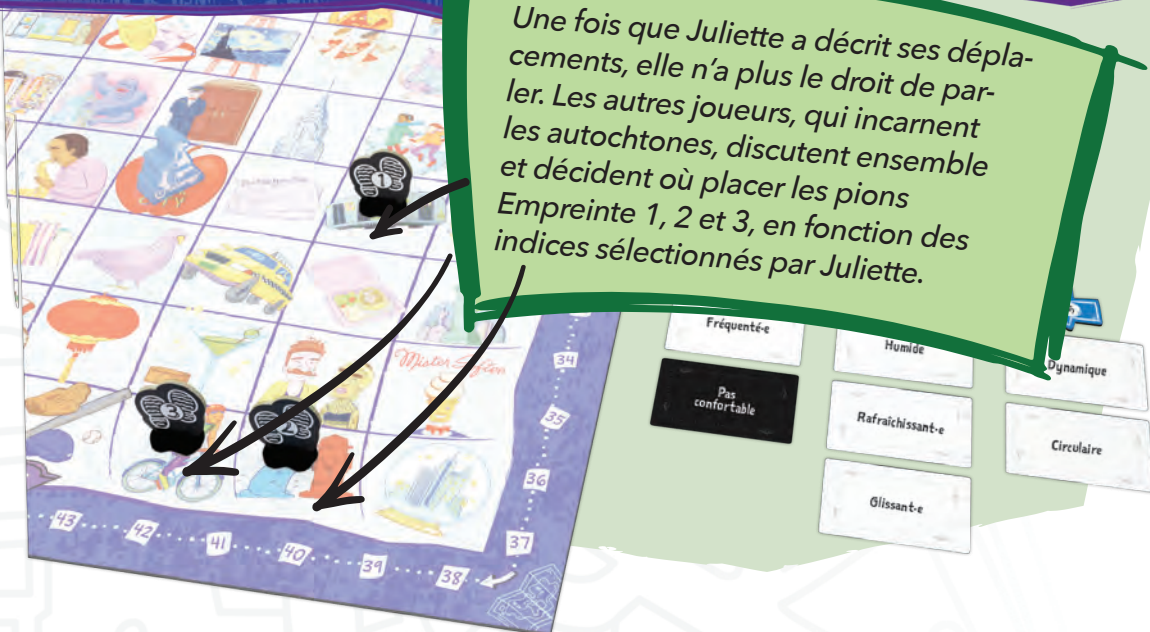 Une fois que Juliette a décrit ses dépla-
cements, elle n'a plus le droit de par-
ler. Les autres joueurs, qui incarnent
les autochtones, discutent ensemble
et décident où placer les pions
Empreinte 1, 2 et 3, en fonction des
indices sélectionnés par Juliette.
1
3
2
Mister Softee
Fréquenté·e
Pas
confortable
Humide
Rafraîchissant·e
Glissant·e
Dynamique
Circulaire
34
35
36
37
38
39
40
41
42
43